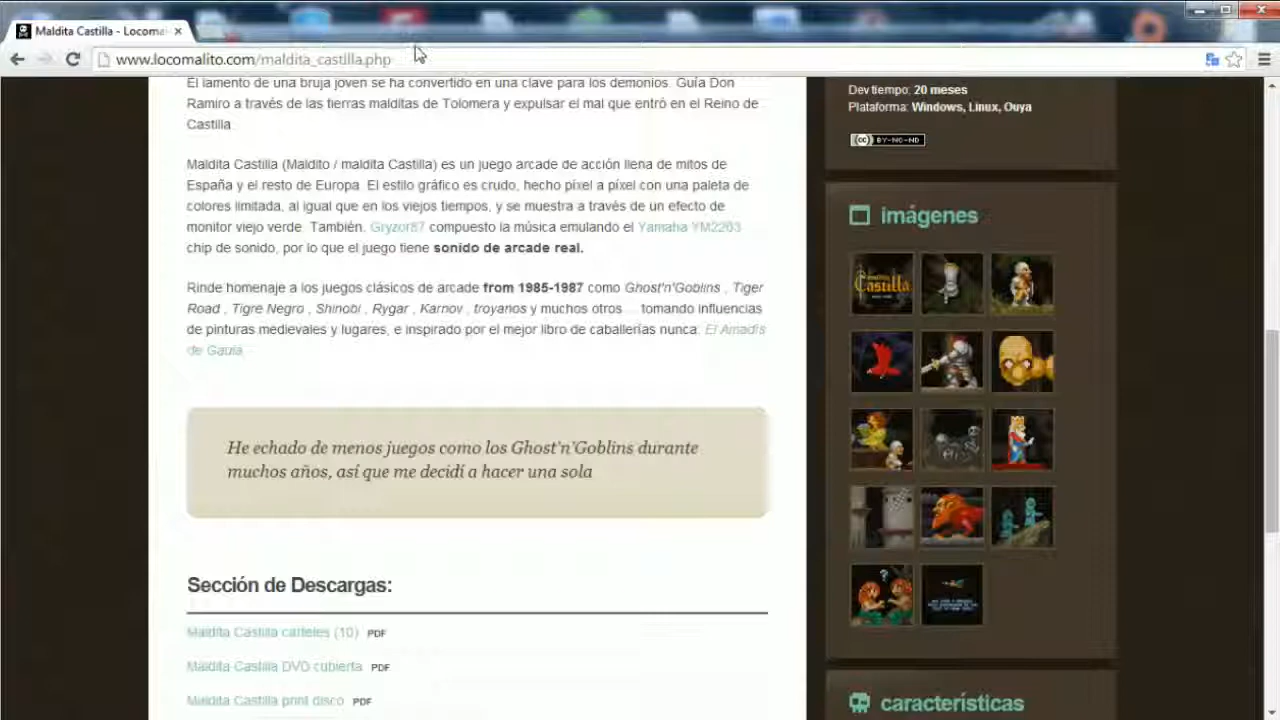 Maldita Castilla - Locoma
www.locomalito.com/maldita_castilla.php
El lamento de una bruja joven se ha convertido en una clave para los demonios. Guía Don
Ramiro a través de las tierras malditas de Tolomera y expulsar el mal que entró en el Reino de
Castilla.
Maldita Castilla (Maldito / maldita Castilla) es un juego arcade de acción llena de mitos de
España y el resto de Europa. El estilo gráfico es crudo, hecho píxel a píxel con una paleta de
colores limitada, al igual que en los viejos tiempos, y se muestra a través de un efecto de
monitor viejo verde. También, Gryzor87 compuesto la música emulando el Yamaha YM2203
chip de sonido, por lo que el juego tiene sonido de arcade real.
Rinde homenaje a los juegos clásicos de arcade from 1985-1987 como Ghost'n'Goblins , Tiger
Road , Tigre Negro , Shinobi , Rygar , Karnov , troyanos y muchos otros ... tomando influencias
de pinturas medievales y lugares, e inspirado por el mejor libro de caballerías nunca: El Amadís
de Gaula .
He echado de menos juegos como los Ghost'n'Goblins durante
muchos años, así que me decidí a hacer una sola
Sección de Descargas:
Maldita Castilla carteles (10) PDF
Maldita Castilla DVD cubierta PDF
Maldita Castilla print disco PDF
Dev tiempo: 20 meses
Plataforma: Windows, Linux, Ouya
cc BY-NC-ND
imágenes
Castilla
características